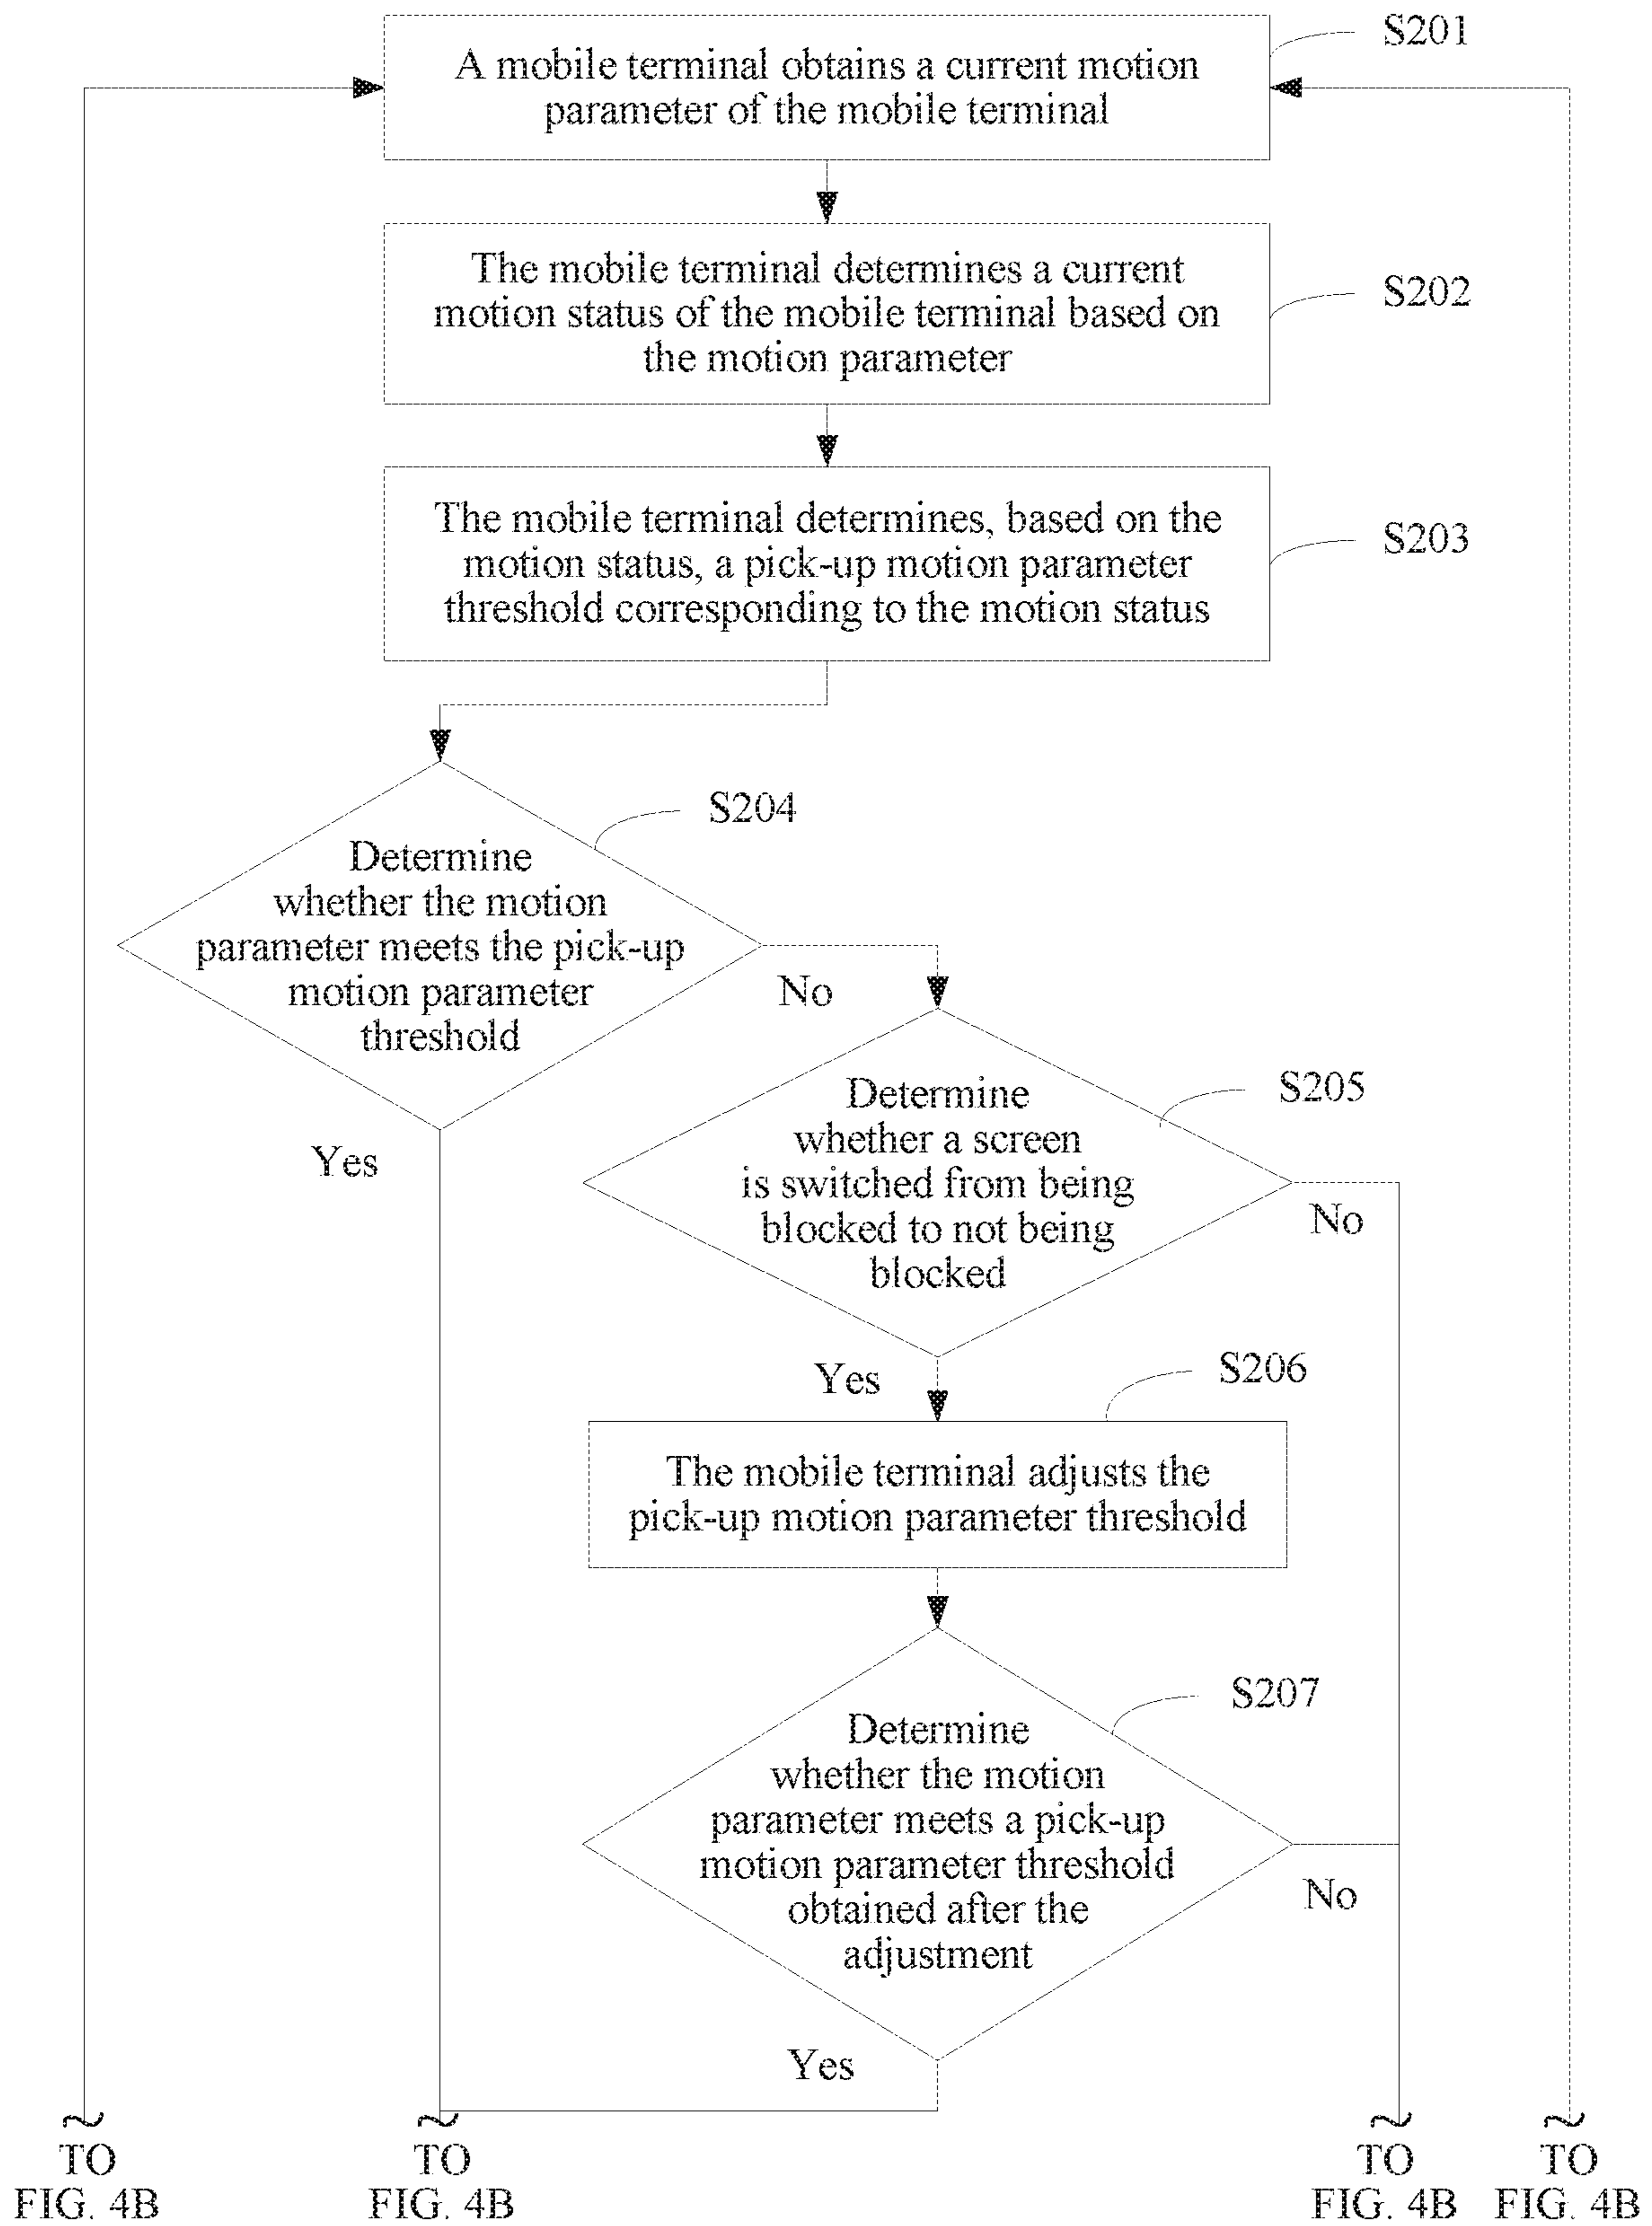 S201
A mobile terminal obtains a current motion
parameter of the mobile terminal
The mobile terminal determines a current
motion status of the mobile terminal based on
the motion parameter
S202
The mobile terminal determines, based on the
motion status, a pick-up motion parameter
threshold corresponding to the motion status
S203
S204
Determine
whether the motion
parameter meets the pick-up
motion parameter
threshold
No
Yes
S205
Determine
whether a screen
is switched from being
blocked to not being
blocked
No
Yes
S206
The mobile terminal adjusts the
pick-up motion parameter threshold
S207
Determine
whether the motion
parameter meets a pick-up
motion parameter threshold
obtained after the
adjustment
No
Yes
TO
FIG. 4B
TO
FIG. 4B
TO
FIG. 4B
TO
FIG. 4B